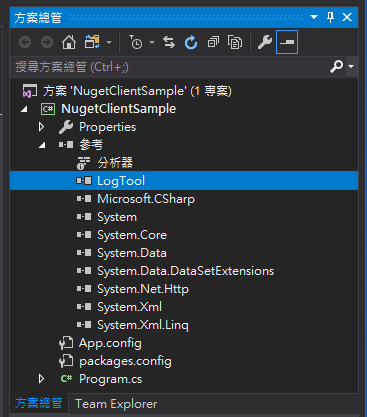 方案總管
搜尋方案總管 (Ctrl+;)
方案 'NugetClientSample' (1 專案)
C# NugetClientSample
Properties
參考
分析器
LogTool
Microsoft.CSharp
System
System.Core
System.Data
System.Data.DataSetExtensions
System.Net.Http
System.Xml
System.Xml.Linq
App.config
packages.config
C# Program.cs
方案總管 Team Explorer